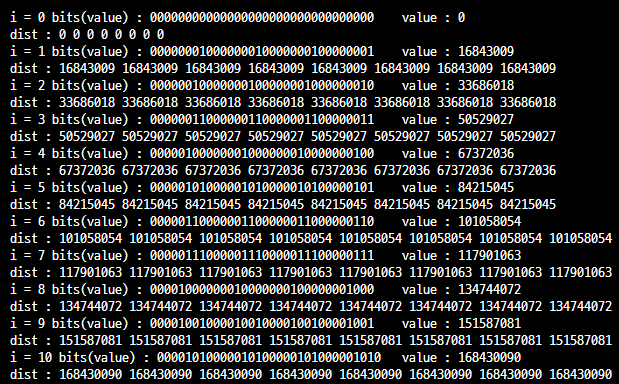 i = 0 bits(value) : 00000000000000000000000000000000    value : 0
dist : 0 0 0 0 0 0 0 0
i = 1 bits(value) : 00000001000000010000000100000001    value : 16843009
dist : 16843009 16843009 16843009 16843009 16843009 16843009 16843009 16843009
i = 2 bits(value) : 00000010000000100000001000000010    value : 33686018
dist : 33686018 33686018 33686018 33686018 33686018 33686018 33686018 33686018
i = 3 bits(value) : 00000011000000110000001100000011    value : 50529027
dist : 50529027 50529027 50529027 50529027 50529027 50529027 50529027 50529027
i = 4 bits(value) : 00000100000001000000010000000100    value : 67372036
dist : 67372036 67372036 67372036 67372036 67372036 67372036 67372036 67372036
i = 5 bits(value) : 00000101000001010000010100000101    value : 84215045
dist : 84215045 84215045 84215045 84215045 84215045 84215045 84215045 84215045
i = 6 bits(value) : 00000110000001100000011000000110    value : 101058054
dist : 101058054 101058054 101058054 101058054 101058054 101058054 101058054 101058054
i = 7 bits(value) : 00000111000001110000011100000111    value : 117901063
dist : 117901063 117901063 117901063 117901063 117901063 117901063 117901063 117901063
i = 8 bits(value) : 00001000000010000000100000001000    value : 134744072
dist : 134744072 134744072 134744072 134744072 134744072 134744072 134744072 134744072
i = 9 bits(value) : 00001001000010010000100100001001    value : 151587081
dist : 151587081 151587081 151587081 151587081 151587081 151587081 151587081 151587081
i = 10 bits(value) : 00001010000010100000101000001010    value : 168430090
dist : 168430090 168430090 168430090 168430090 168430090 168430090 168430090 168430090